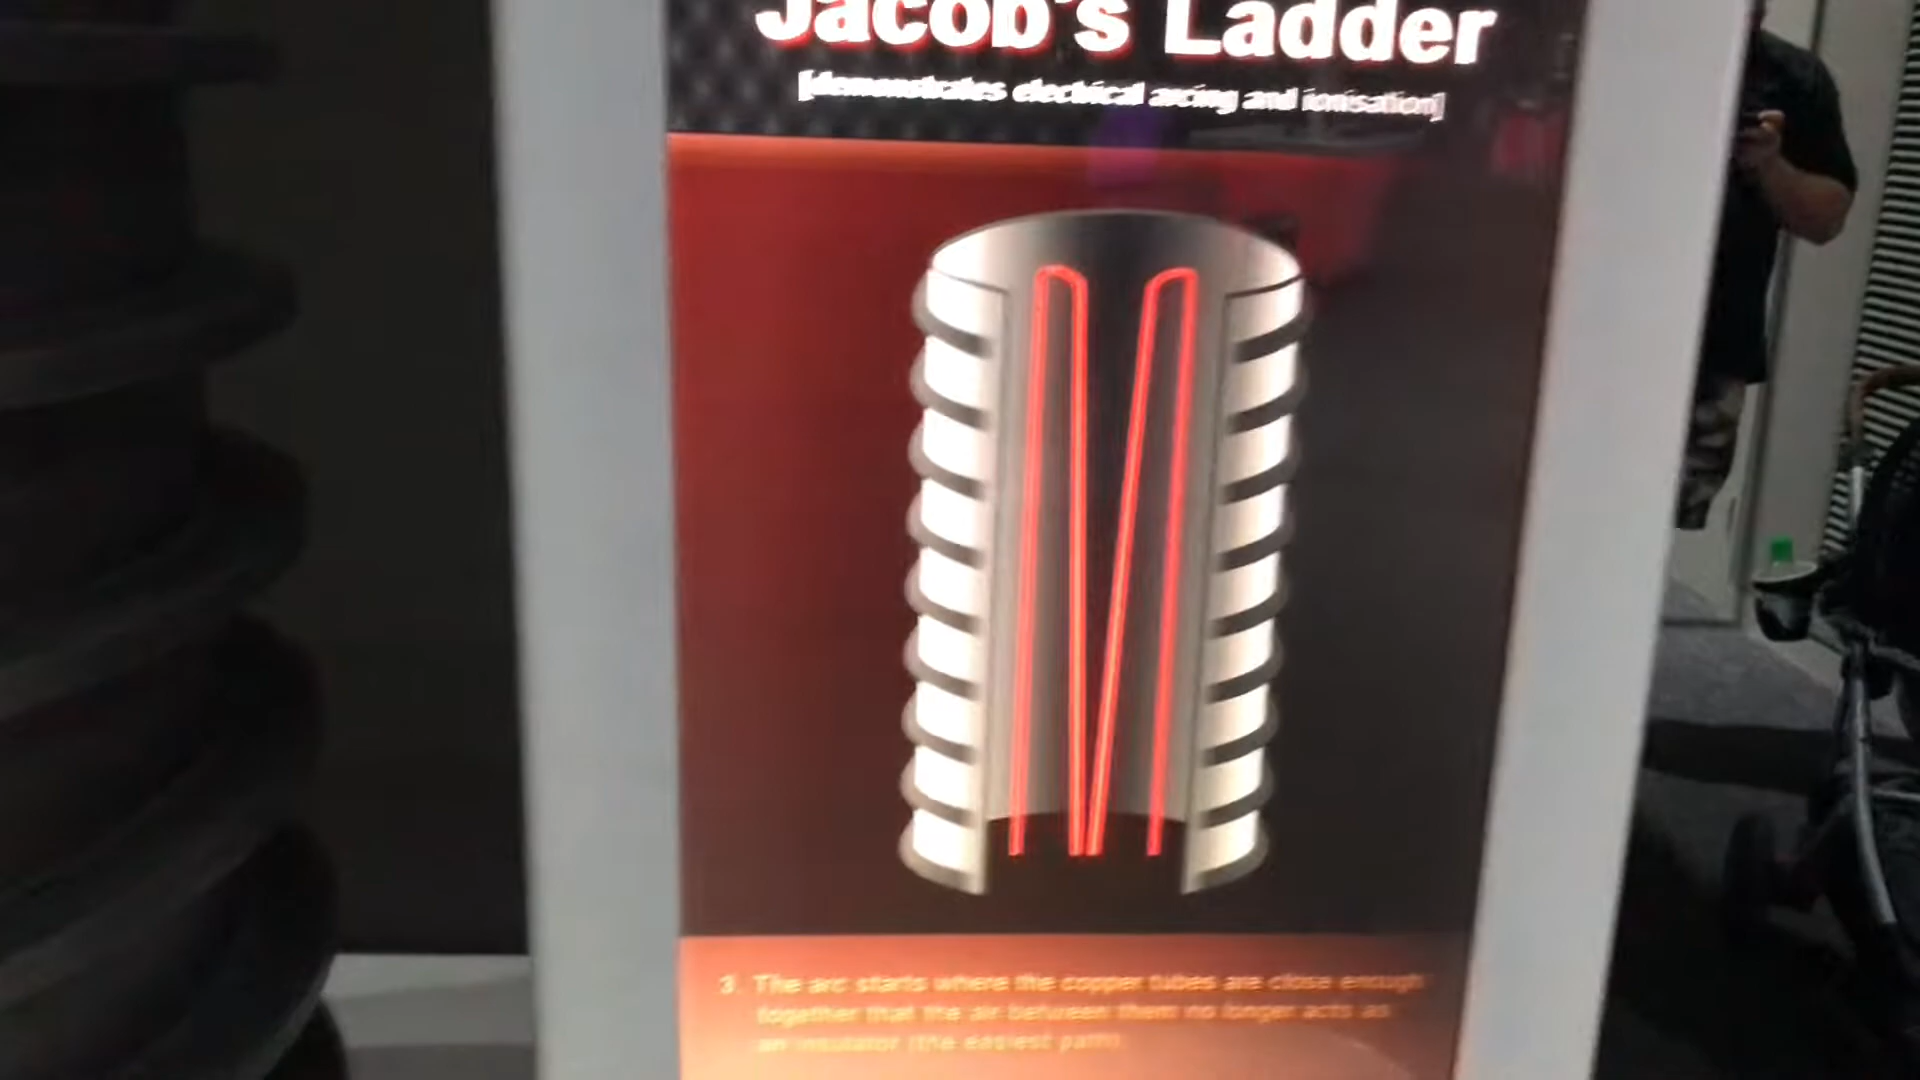 Jacob's Ladder
[demonstrates electrical arcing and ionisation]
3. The arc starts where the copper tubes are close enough
together that the air between them no longer acts as
an insulator (the easiest path).